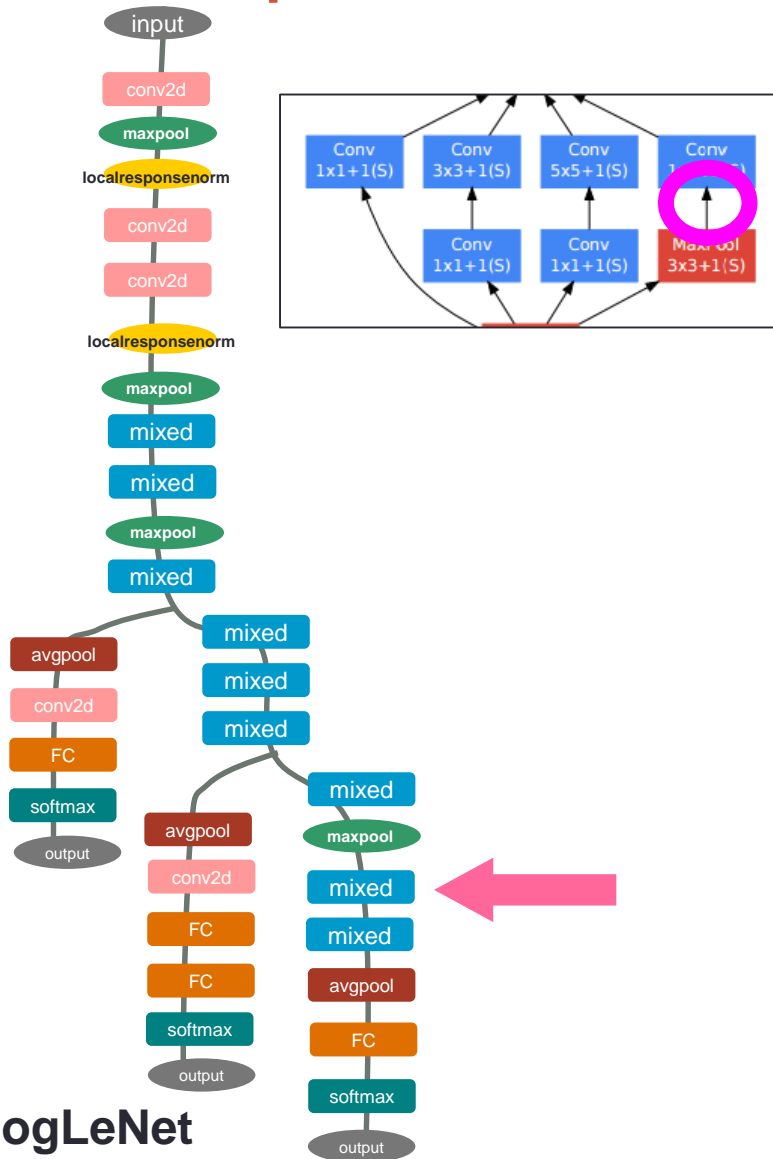 input
conv2d
maxpool
localresponsenorm
conv2d
conv2d
localresponsenorm
maxpool
mixed
mixed
maxpool
mixed
avgpool
conv2d
FC
softmax
output
mixed
mixed
mixed
avgpool
conv2d
FC
FC
softmax
output
mixed
maxpool
mixed
mixed
avgpool
FC
softmax
output
Conv
1x1+1(S)
Conv
3x3+1(S)
Conv
5x5+1(S)
Conv
Conv
1x1+1(S)
Conv
1x1+1(S)
MaxPool
3x3+1(S)
ogLeNet